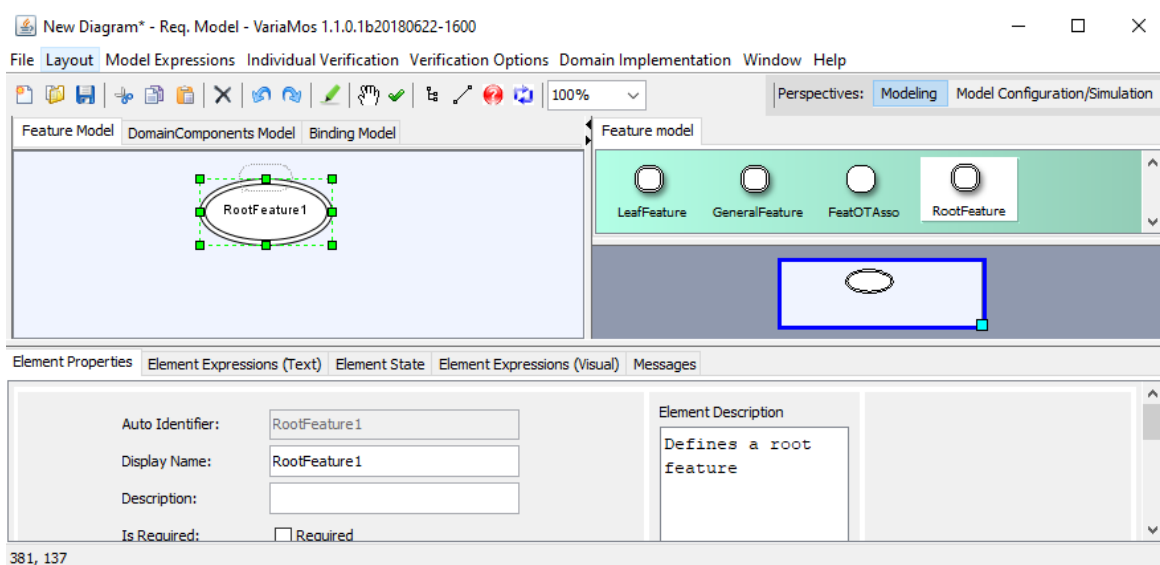 New Diagram* - Req. Model - VariaMos 1.1.0.1b20180622-1600
File Layout Model Expressions Individual Verification Verification Options Domain Implementation Window Help
100% Perspectives: Modeling Model Configuration/Simulation
Feature Model DomainComponents Model Binding Model Feature model
RootFeature1
LeafFeature GeneralFeature FeatOTAsso RootFeature
Element Properties Element Expressions (Text) Element State Element Expressions (Visual) Messages
Auto Identifier: RootFeature1
Display Name: RootFeature1
Description:
Is Required: Required
Element Description
Defines a root
feature
381, 137